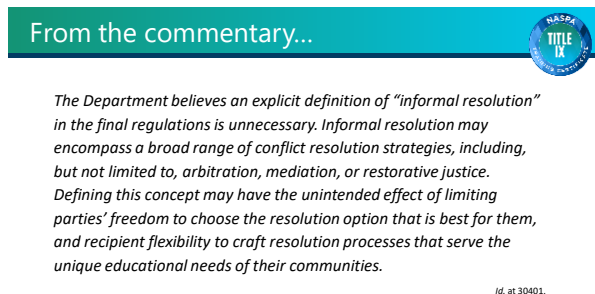 From the commentary…
NASPA
TITLE
IX
TRAINING CERTIFICATE
The Department believes an explicit definition of “informal resolution”
in the final regulations is unnecessary. Informal resolution may
encompass a broad range of conflict resolution strategies, including,
but not limited to, arbitration, mediation, or restorative justice.
Defining this concept may have the unintended effect of limiting
parties’ freedom to choose the resolution option that is best for them,
and recipient flexibility to craft resolution processes that serve the
unique educational needs of their communities.
Id. at 30401.